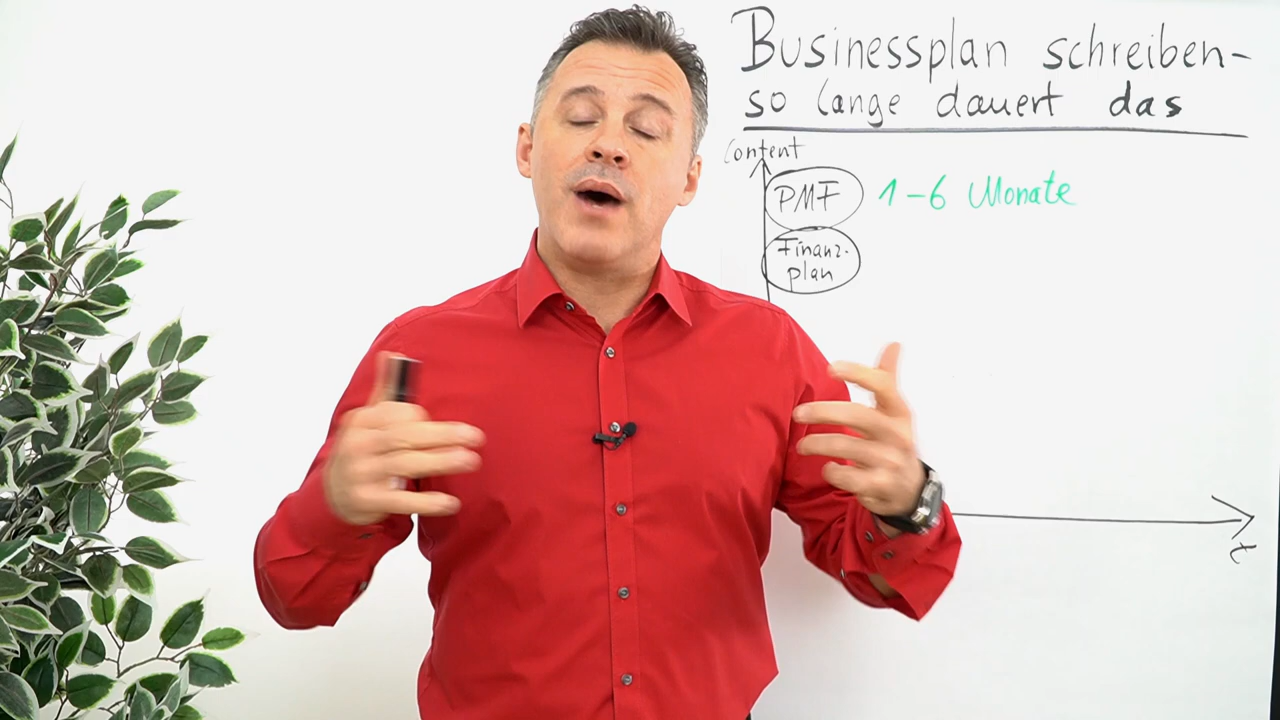 Businessplan schreiben-
so lange dauert das
Content
PMF 1-6 Monate
Finanz-
plan
t